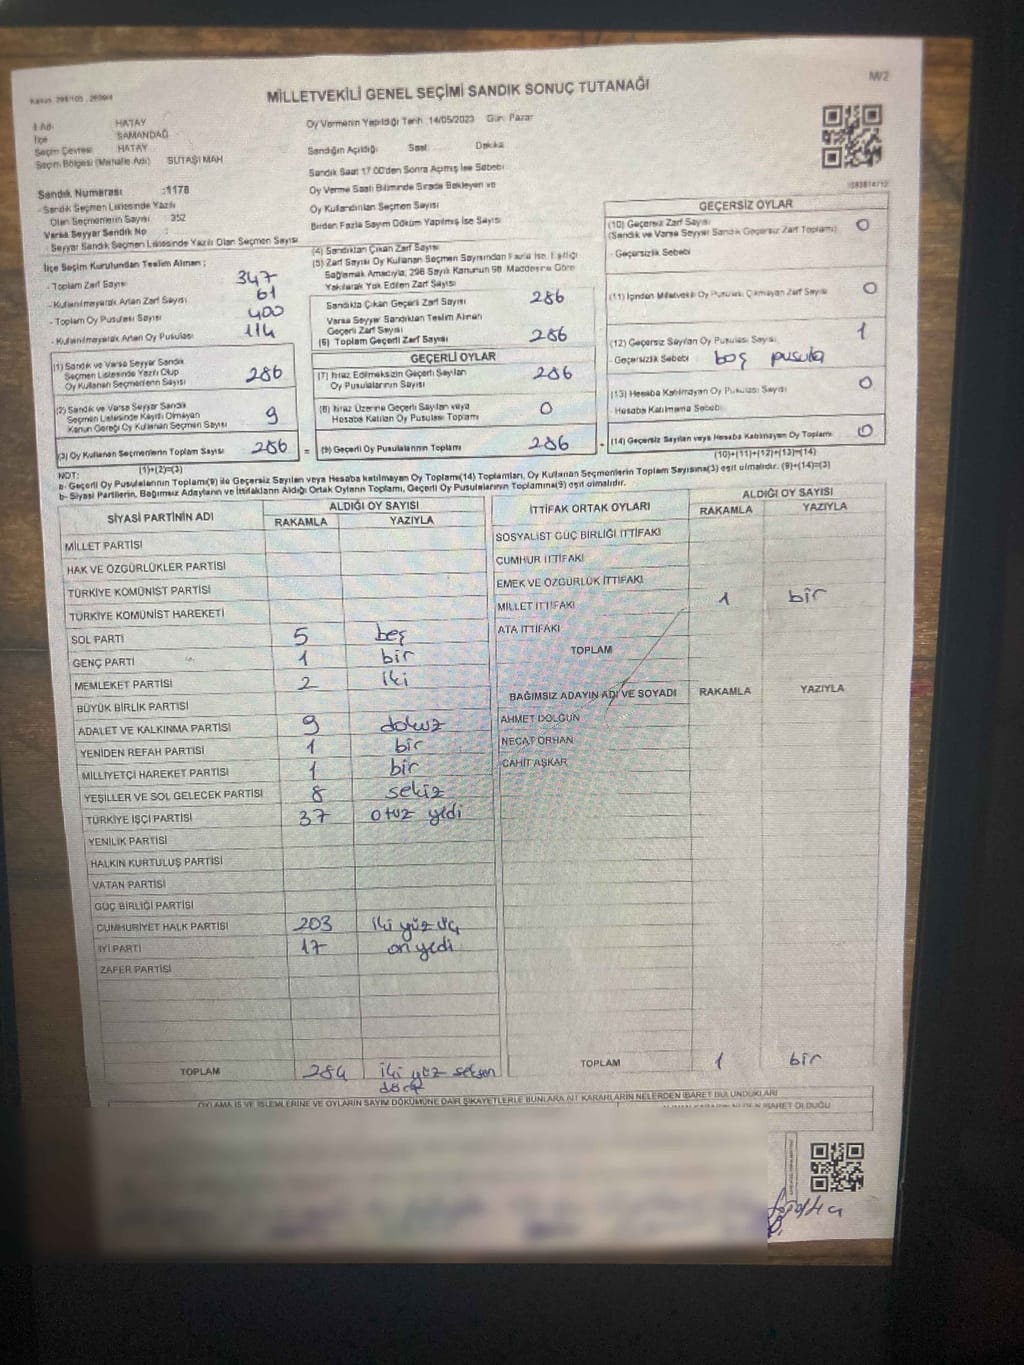 Kanun 298/105 , 2839/4
M/2
MİLLETVEKİLİ GENEL SEÇİMİ SANDIK SONUÇ TUTANAĞI
İl Adı HATAY
İlçe SAMANDAĞ
Seçim Çevresi HATAY
Seçim Bölgesi (Mahalle Adı) SUTAŞI MAH
Sandık Numarası :1178
- Sandık Seçmen Listesinde Yazılı
Olan Seçmenlerin Sayısı : 352
Varsa Seyyar Sandık No :
- Seyyar Sandık Seçmen Listesinde Yazılı Olan Seçmen Sayısı
İlçe Seçim Kurulundan Teslim Alınan ;
- Toplam Zarf Sayısı 347
- Kullanılmayarak Artan Zarf Sayısı 61
- Toplam Oy Pusulası Sayısı 400
- Kullanılmayarak Artan Oy Pusulası 114
(1) Sandık ve Varsa Seyyar Sandık
Seçmen Listesinde Yazılı Olup
Oy Kullanan Seçmenlerin Sayısı 286
(2) Sandık ve Varsa Seyyar Sandık
Seçmen Listesinde Kayıtlı Olmayan
Kanun Gereği Oy Kullanan Seçmen Sayısı 9
(3) Oy Kullanan Seçmenlerin Toplam Sayısı 286 =
(1)+(2)=(3)
Oy Vermenin Yapıldığı Tarih 14/05/2023 Gün: Pazar
Sandığın Açıldığı Saat Dakika
Sandık Saat 17.00'den Sonra Açılmış İse Sebebi
Oy Verme Saati Bitiminde Sırada Bekleyen ve
Oy Kullandırılan Seçmen Sayısı
Birden Fazla Sayım Döküm Yapılmış İse Sayısı
(4) Sandıktan Çıkan Zarf Sayısı
(5) Zarf Sayısı Oy Kullanan Seçmen Sayısından Fazla İse, Eşitliği
Sağlamak Amacıyla, 298 Sayılı Kanunun 98. Maddesine Göre
Yakılarak Yok Edilen Zarf Sayısı
Sandıkta Çıkan Geçerli Zarf Sayısı 286
Varsa Seyyar Sandıktan Teslim Alınan
Geçerli Zarf Sayısı
(6) Toplam Geçerli Zarf Sayısı 286
GEÇERLİ OYLAR
(7) İtiraz Edilmeksizin Geçerli Sayılan
Oy Pusulalarının Sayısı 286
(8) İtiraz Üzerine Geçerli Sayılan veya
Hesaba Katılan Oy Pusulası Toplamı 0
(9) Geçerli Oy Pusulalarının Toplamı 286 +
GEÇERSİZ OYLAR
(10) Geçersiz Zarf Sayısı
(Sandık ve Varsa Seyyar Sandık Geçersiz Zarf Toplamı) 0
- Geçersizlik Sebebi
(11) İçinden Milletvekili Oy Pusulası Çıkmayan Zarf Sayısı 0
(12) Geçersiz Sayılan Oy Pusulası Sayısı 1
- Geçersizlik Sebebi boş pusula
(13) Hesaba Katılmayan Oy Pusulası Sayısı 0
Hesaba Katılmama Sebebi
(14) Geçersiz Sayılan veya Hesaba Katılmayan Oy Toplamı 0
(10)+(11)+(12)+(13)=(14)
NOT:
a- Geçerli Oy Pusulalarının Toplamı(9) ile Geçersiz Sayılan veya Hesaba katılmayan Oy Toplamı(14) Toplamları, Oy Kullanan Seçmenlerin Toplam Sayısına(3) eşit olmalıdır. (9)+(14)=(3)
b- Siyasi Partilerin, Bağımsız Adayların ve İttifakların Aldığı Ortak Oyların Toplamı, Geçerli Oy Pusulalarının Toplamına(9) eşit olmalıdır.
SİYASİ PARTİNİN ADI ALDIĞI OY SAYISI
RAKAMLA YAZIYLA
MİLLET PARTİSİ
HAK VE ÖZGÜRLÜKLER PARTİSİ
TÜRKİYE KOMÜNİST PARTİSİ
TÜRKİYE KOMÜNİST HAREKETİ
SOL PARTİ 5 beş
GENÇ PARTİ 1 bir
MEMLEKET PARTİSİ 2 iki
BÜYÜK BİRLİK PARTİSİ
ADALET VE KALKINMA PARTİSİ 9 dokuz
YENİDEN REFAH PARTİSİ 1 bir
MİLLİYETÇİ HAREKET PARTİSİ 1 bir
YEŞİLLER VE SOL GELECEK PARTİSİ 8 sekiz
TÜRKİYE İŞÇİ PARTİSİ 37 otuz yedi
YENİLİK PARTİSİ
HALKIN KURTULUŞ PARTİSİ
VATAN PARTİSİ
GÜÇ BİRLİĞİ PARTİSİ
CUMHURİYET HALK PARTİSİ 203 iki yüz üç
İYİ PARTİ 17 on yedi
ZAFER PARTİSİ
TOPLAM 284 iki yüz seksen
dört
İTTİFAK ORTAK OYLARI ALDIĞI OY SAYISI
RAKAMLA YAZIYLA
SOSYALİST GÜÇ BİRLİĞİ İTTİFAKI
CUMHUR İTTİFAKI
EMEK VE ÖZGÜRLÜK İTTİFAKI
MİLLET İTTİFAKI 1 bir
ATA İTTİFAKI
TOPLAM
BAĞIMSIZ ADAYIN ADI VE SOYADI RAKAMLA YAZIYLA
AHMET DOLGUN
NECAT ORHAN
CAHİT AŞKAR
TOPLAM 1 bir
OYLAMA İŞ VE İŞLEMLERİNE VE OYLARIN SAYIM DÖKÜMÜNE DAİR ŞİKAYETLERLE BUNLARA AİT KARARLARIN NELERDEN İBARET BULUNDUKLARI
İBARET OLDUĞU